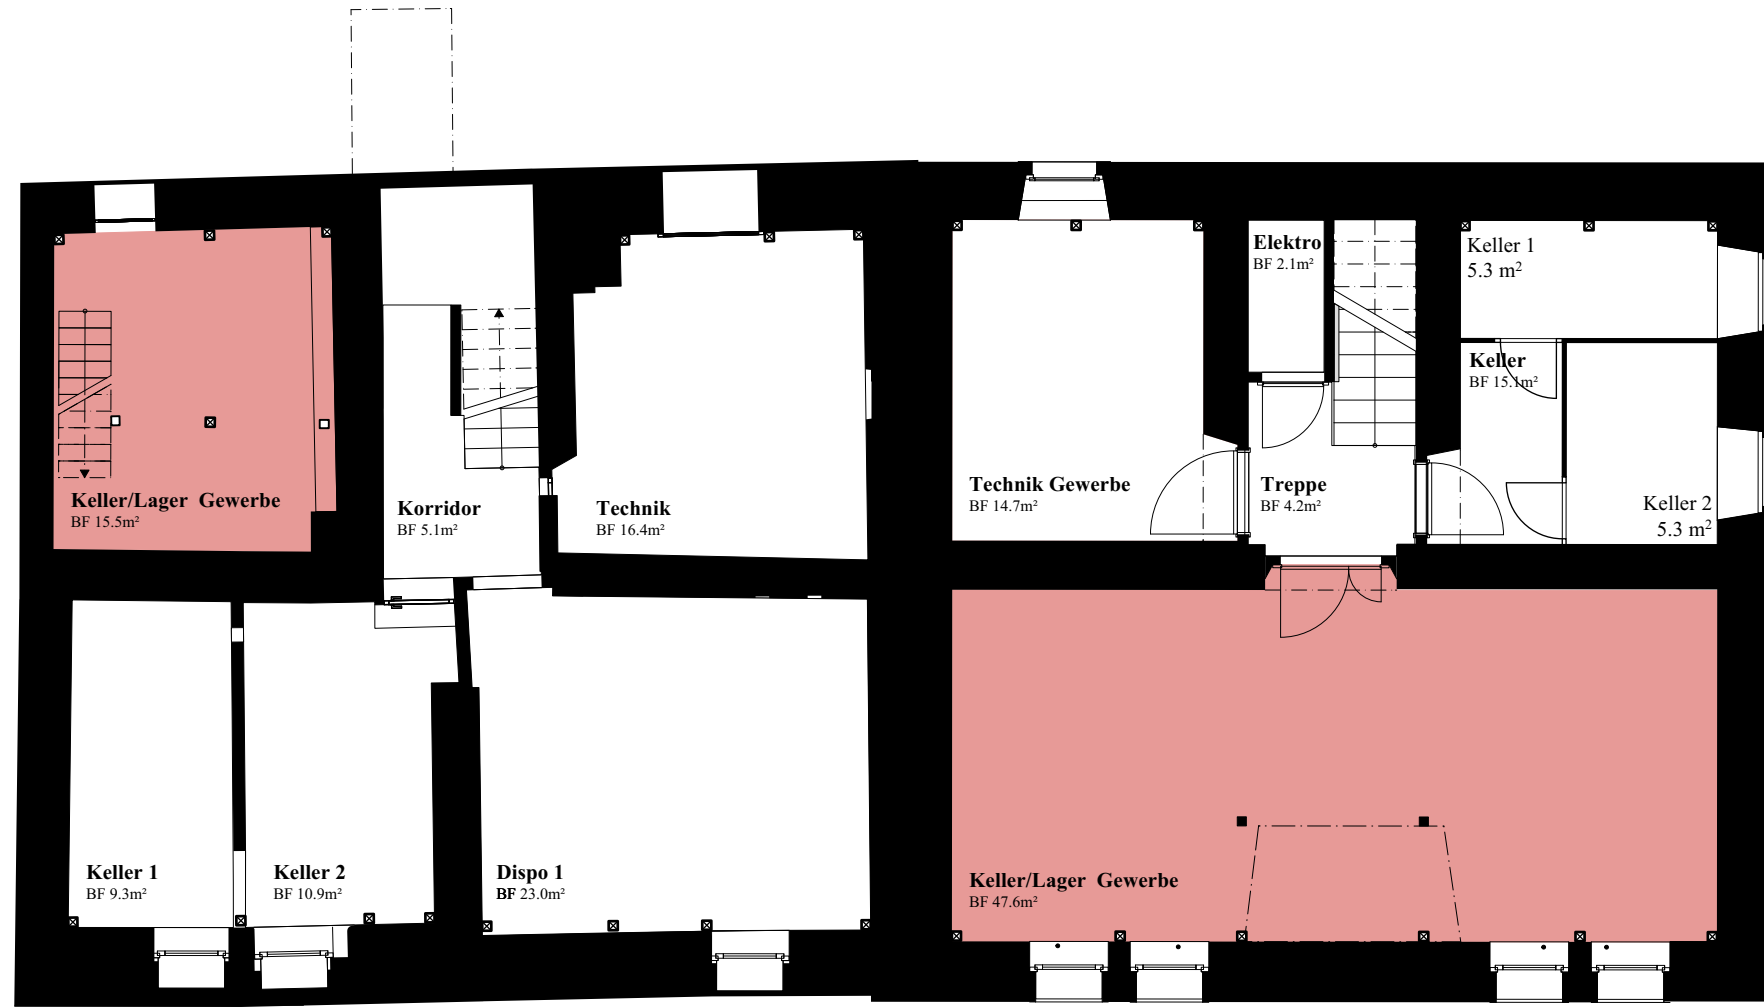 Elektro
BF 2.1m²
Keller 1
5.3 m²
Keller
BF 15.1m²
Keller/Lager Gewerbe
BF 15.5m²
Korridor
BF 5.1m²
Technik
BF 16.4m²
Technik Gewerbe
BF 14.7m²
Treppe
BF 4.2m²
Keller 2
5.3 m²
Keller 1
BF 9.3m²
Keller 2
BF 10.9m²
Dispo 1
BF 23.0m²
Keller/Lager Gewerbe
BF 47.6m²